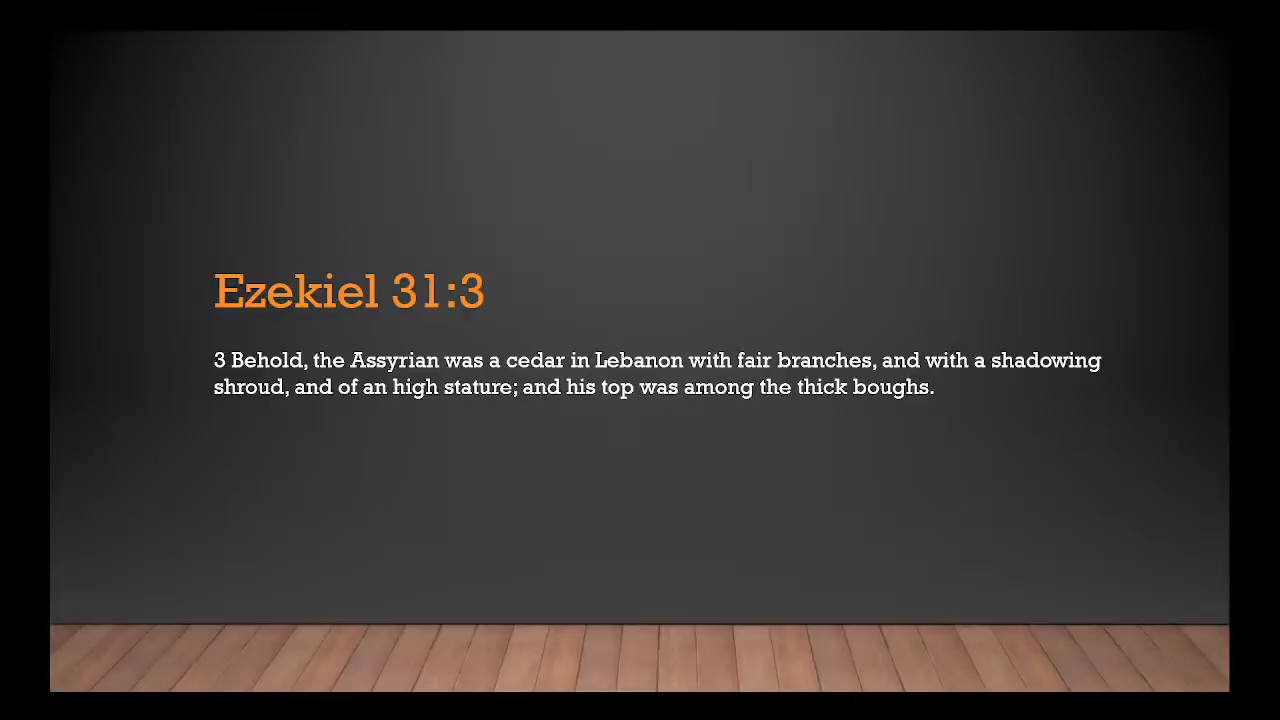 Ezekiel 31:3
3 Behold, the Assyrian was a cedar in Lebanon with fair branches, and with a shadowing
shroud, and of an high stature; and his top was among the thick boughs.